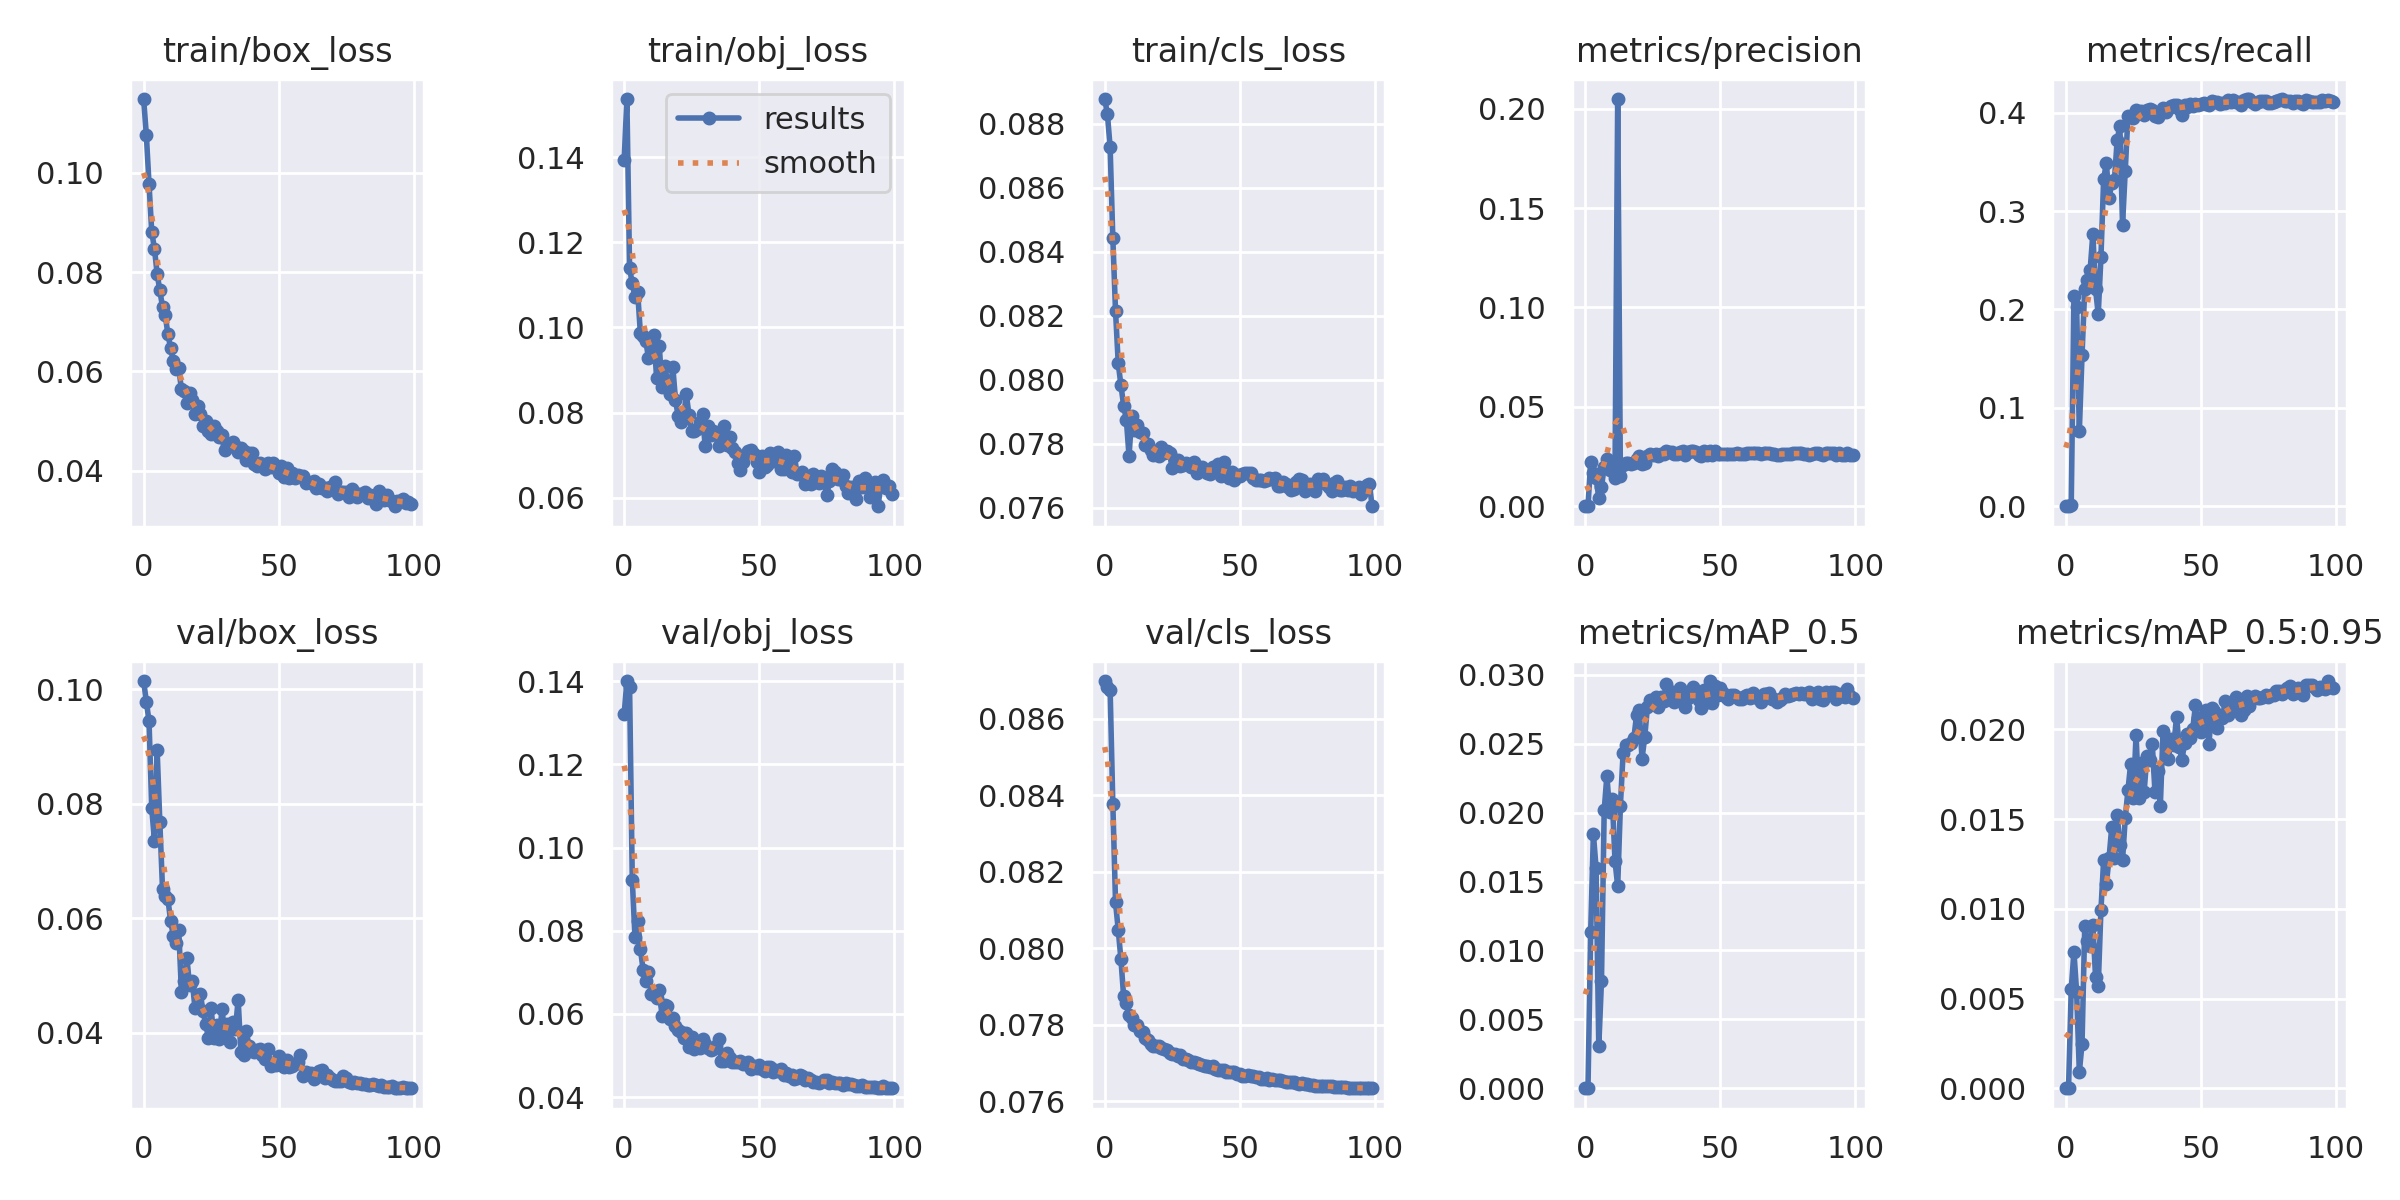 train/box_loss
0.10
0.08
0.06
0.04
0 50 100
train/obj_loss
results
smooth
0.14
0.12
0.10
0.08
0.06
0 50 100
train/cls_loss
0.088
0.086
0.084
0.082
0.080
0.078
0.076
0 50 100
metrics/precision
0.20
0.15
0.10
0.05
0.00
0 50 100
metrics/recall
0.4
0.3
0.2
0.1
0.0
0 50 100
val/box_loss
0.10
0.08
0.06
0.04
0 50 100
val/obj_loss
0.14
0.12
0.10
0.08
0.06
0.04
0 50 100
val/cls_loss
0.086
0.084
0.082
0.080
0.078
0.076
0 50 100
metrics/mAP_0.5
0.030
0.025
0.020
0.015
0.010
0.005
0.000
0 50 100
metrics/mAP_0.5:0.95
0.020
0.015
0.010
0.005
0.000
0 50 100